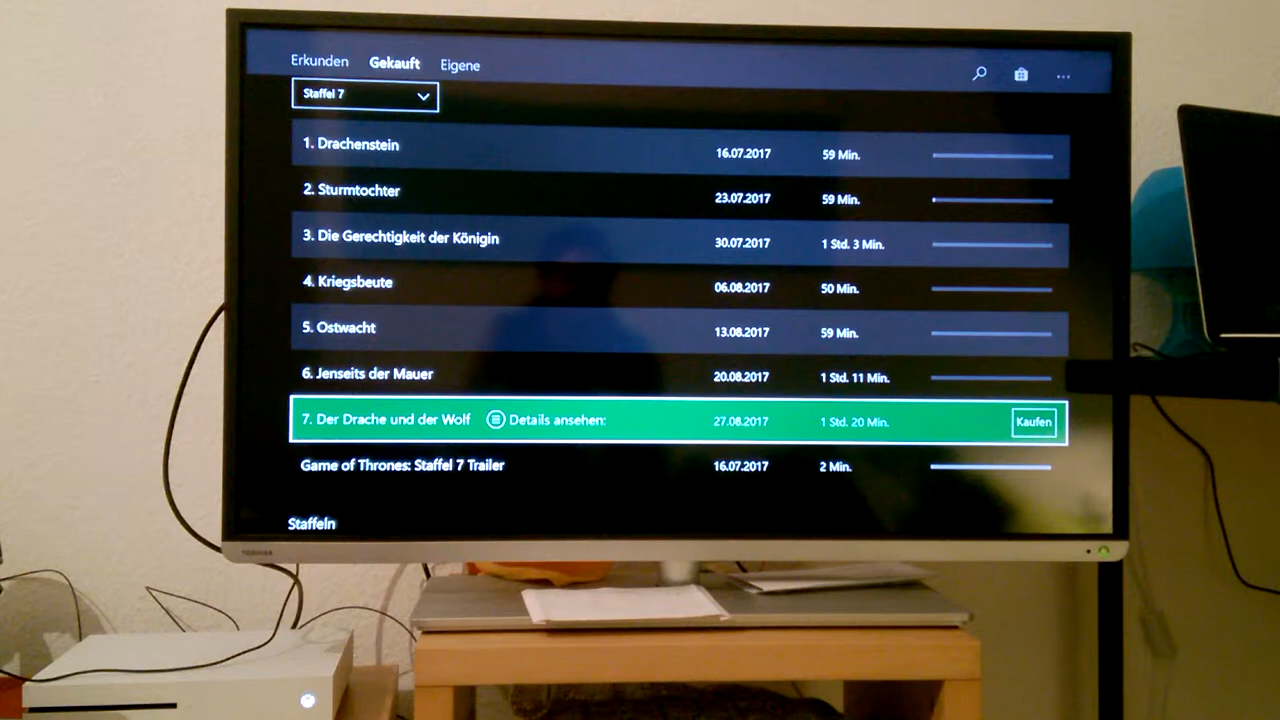 Erkunden Gekauft Eigene
Staffel 7
1. Drachenstein 16.07.2017 59 Min.
2. Sturmtochter 23.07.2017 59 Min.
3. Die Gerechtigkeit der Königin 30.07.2017 1 Std. 3 Min.
4. Kriegsbeute 06.08.2017 50 Min.
5. Ostwacht 13.08.2017 59 Min.
6. Jenseits der Mauer 20.08.2017 1 Std. 11 Min.
7. Der Drache und der Wolf Details ansehen: 27.08.2017 1 Std. 20 Min. Kaufen
Game of Thrones: Staffel 7 Trailer 16.07.2017 2 Min.
Staffeln
TOSHIBA